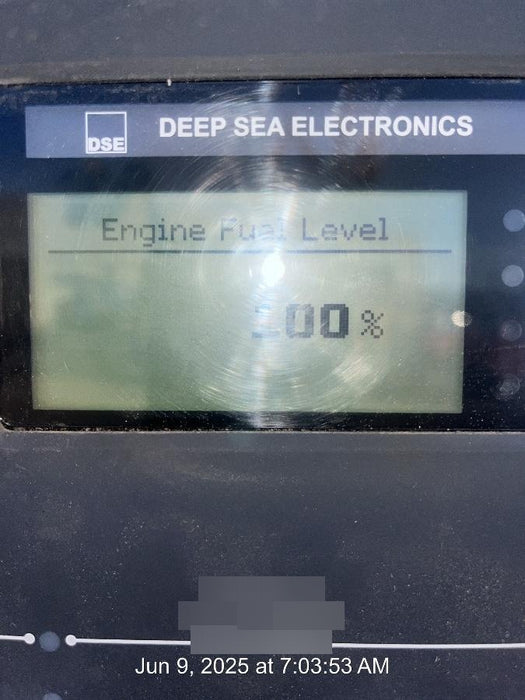 DSE
DEEP SEA ELECTRONICS
Engine Fuel Level
100 %
Jun 9, 2025 at 7:03:53 AM